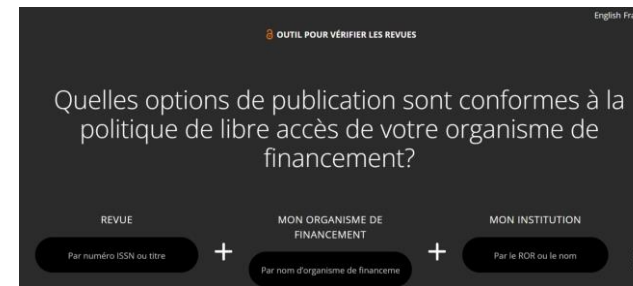 English Fra
OUTIL POUR VÉRIFIER LES REVUES
Quelles options de publication sont conformes à la
politique de libre accès de votre organisme de
financement?
REVUE
MON ORGANISME DE
FINANCEMENT
MON INSTITUTION
Par numéro ISSN ou titre
Par nom d'organisme de financeme
Par le ROR ou le nom